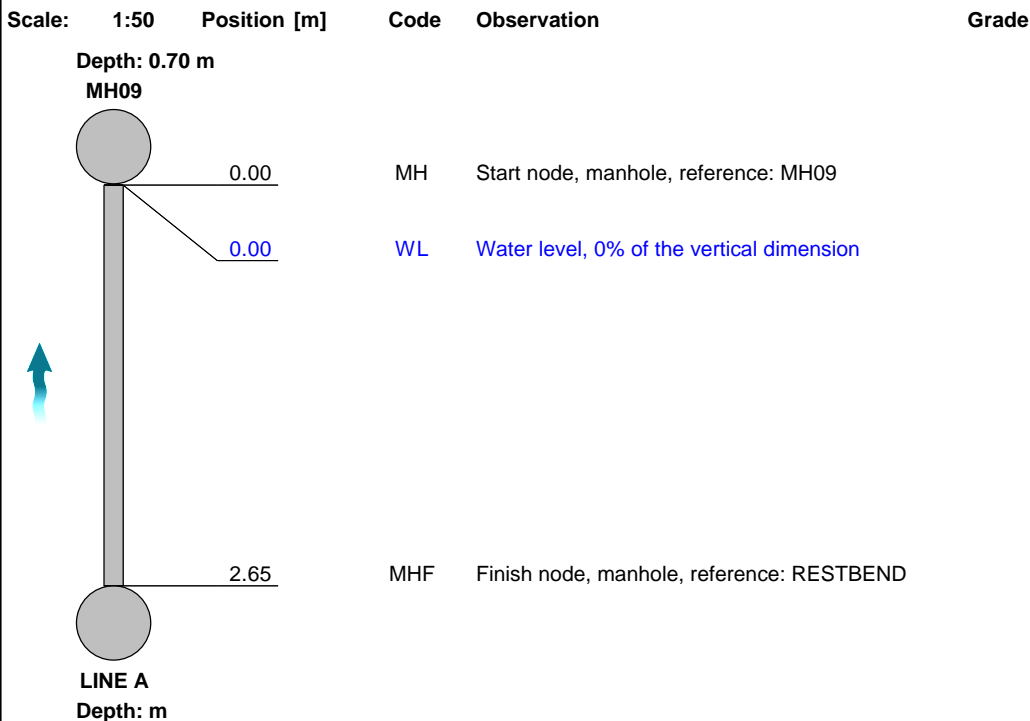 Scale: 1:50 Position [m] Code Observation Grade
Depth: 0.70 m
MH09
0.00 MH Start node, manhole, reference: MH09
0.00 WL Water level, 0% of the vertical dimension
2.65 MHF Finish node, manhole, reference: RESTBEND
LINE A
Depth: m